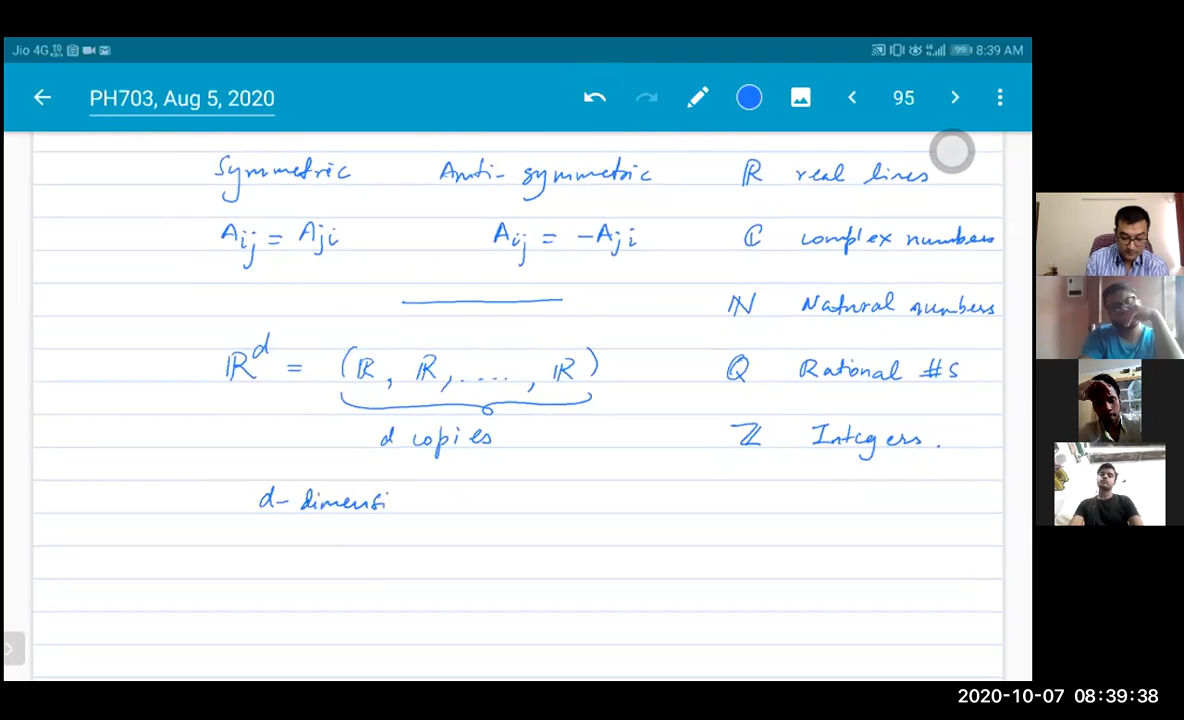 Jio 4G 8:39 AM
PH703, Aug 5, 2020 95
Symmetric Anti-symmetric ℝ real lines
Aij = Aji Aij = -Aji ℂ complex numbers
ℕ Natural numbers
ℝ^d = (ℝ, ℝ, ...., ℝ) ℚ Rational #s
d copies ℤ Integers.
d-dimensi
2020-10-07 08:39:38